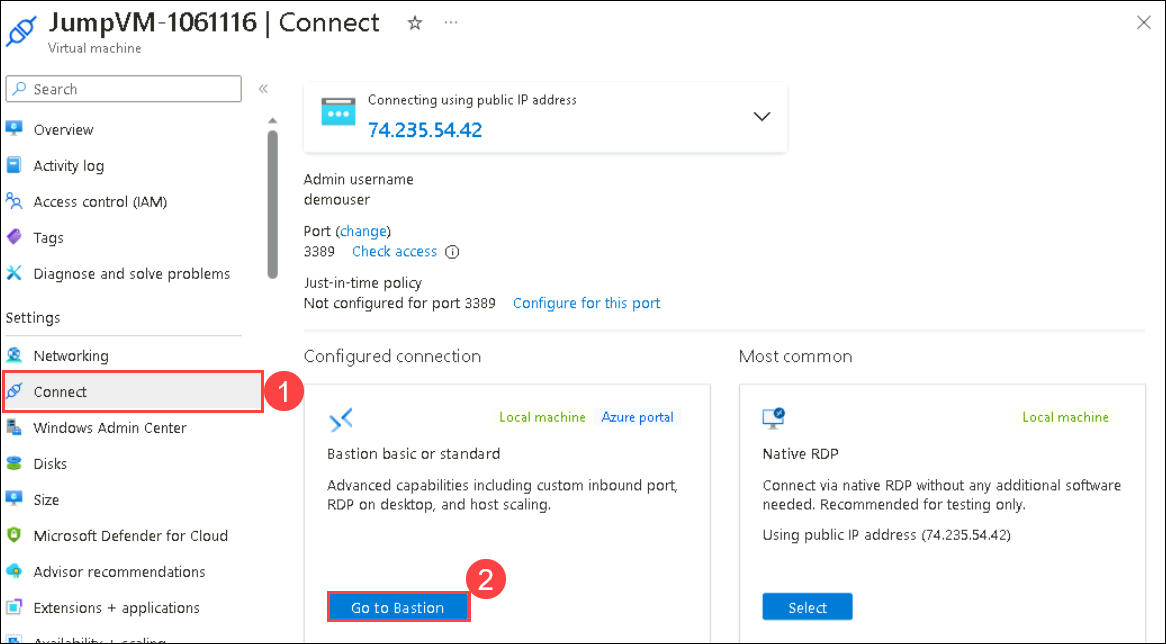 JumpVM-1061116 | Connect
Virtual machine
Search
Overview
Activity log
Access control (IAM)
Tags
Diagnose and solve problems
Settings
Networking
Connect
1
Windows Admin Center
Disks
Size
Microsoft Defender for Cloud
Advisor recommendations
Extensions + applications
Availability + scaling
Connecting using public IP address
74.235.54.42
Admin username
demouser
Port (change)
3389 Check access
Just-in-time policy
Not configured for port 3389 Configure for this port
Configured connection
Local machine Azure portal
Bastion basic or standard
Advanced capabilities including custom inbound port,
RDP on desktop, and host scaling.
2
Go to Bastion
Most common
Local machine
Native RDP
Connect via native RDP without any additional software
needed. Recommended for testing only.
Using public IP address (74.235.54.42)
Select